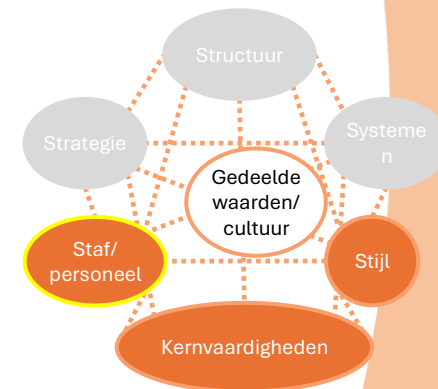 Structuur
Strategie
Systeme
n
Gedeelde
waarden/
cultuur
Staf/
personeel
Stijl
Kernvaardigheden